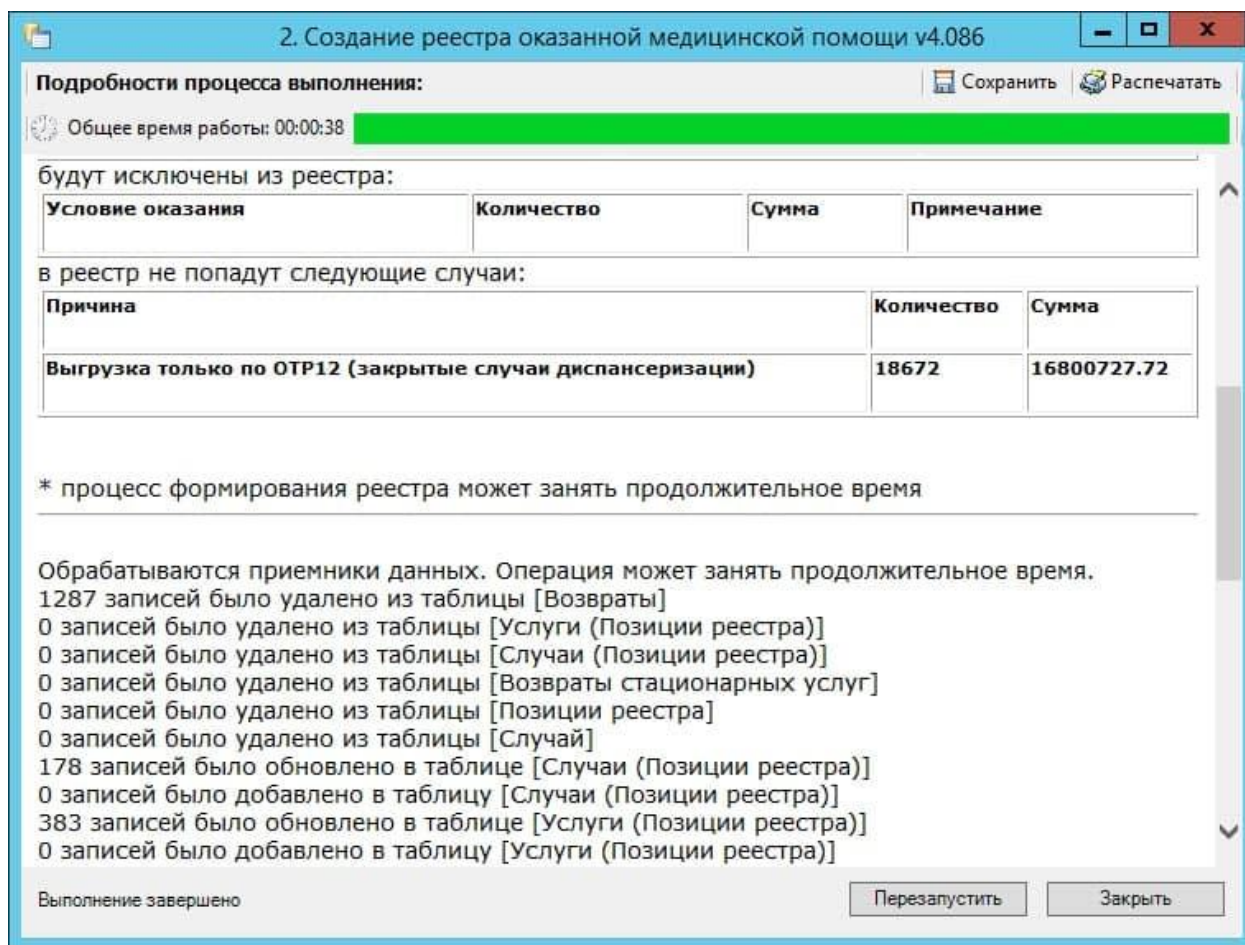 2. Создание реестра оказанной медицинской помощи v4.086
Подробности процесса выполнения:
Сохранить
Распечатать
Общее время работы: 00:00:38
будут исключены из реестра:
Условие оказания Количество Сумма Примечание
в реестр не попадут следующие случаи:
Причина Количество Сумма
Выгрузка только по ОТР12 (закрытые случаи диспансеризации) 18672 16800727.72
* процесс формирования реестра может занять продолжительное время
Обрабатываются приемники данных. Операция может занять продолжительное время.
1287 записей было удалено из таблицы [Возвраты]
0 записей было удалено из таблицы [Услуги (Позиции реестра)]
0 записей было удалено из таблицы [Случаи (Позиции реестра)]
0 записей было удалено из таблицы [Возвраты стационарных услуг]
0 записей было удалено из таблицы [Позиции реестра]
0 записей было удалено из таблицы [Случай]
178 записей было обновлено в таблице [Случаи (Позиции реестра)]
0 записей было добавлено в таблицу [Случаи (Позиции реестра)]
383 записей было обновлено в таблице [Услуги (Позиции реестра)]
0 записей было добавлено в таблицу [Услуги (Позиции реестра)]
Выполнение завершено
Перезапустить
Закрыть